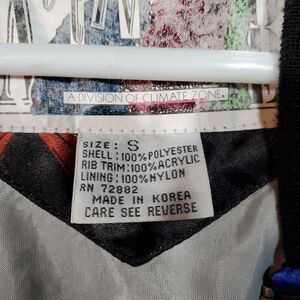 A DIVISION OF CLIMATE ZONE.
SIZE: S
SHELL:100%POLYESTER
RIB TRIM:100%ACRYLIC
LINING:100%NYLON
RN 72882
MADE IN KOREA
CARE SEE REVERSE